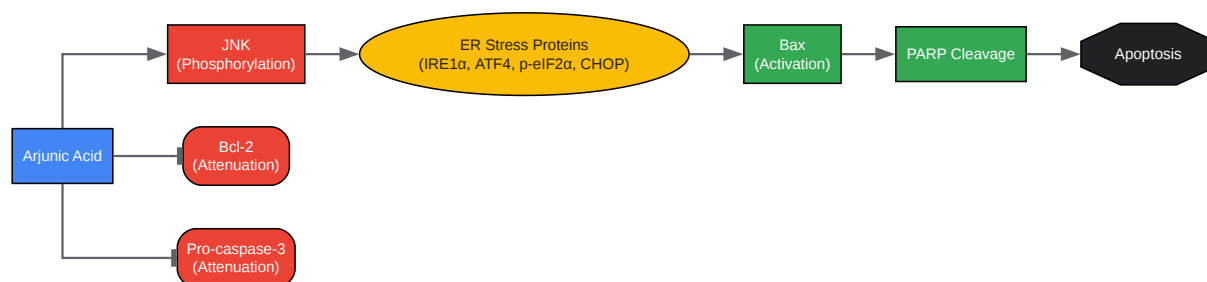 JNK
(Phosphorylation)
ER Stress Proteins
(IRE1α, ATF4, p-eIF2α, CHOP)
Bax
(Activation)
PARP Cleavage
Apoptosis
Arjunic Acid
Bcl-2
(Attenuation)
Pro-caspase-3
(Attenuation)